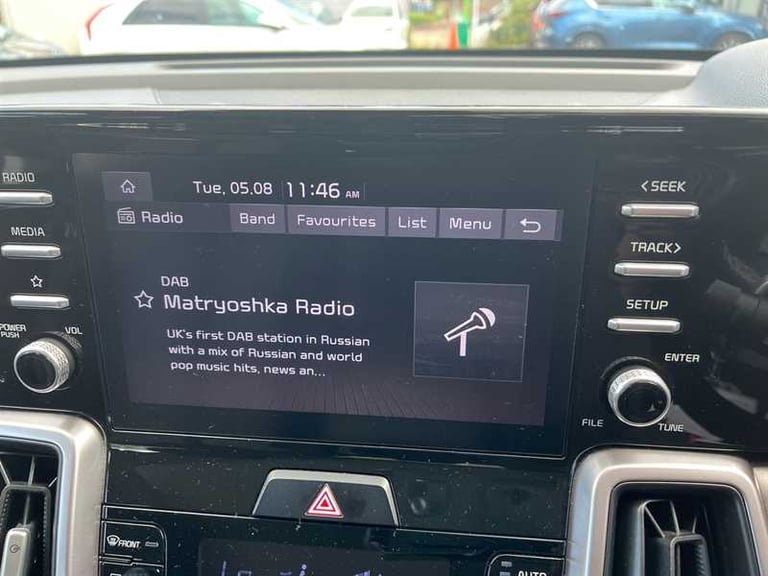 RADIO
MEDIA
POWER
PUSH
VOL
Tue, 05.08 11:46 AM
Radio Band Favourites List Menu
DAB
Matryoshka Radio
UK's first DAB station in Russian
with a mix of Russian and world
pop music hits, news an...
< SEEK
TRACK >
SETUP
ENTER
FILE
TUNE
FRONT
AUTO